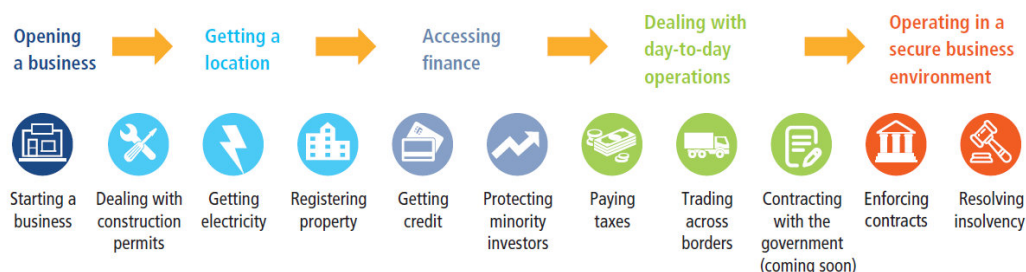 Opening
a business
Getting a
location
Accessing
finance
Dealing with
day-to-day
operations
Operating in a
secure business
environment
Starting a
business
Dealing with
construction
permits
Getting
electricity
Registering
property
Getting
credit
Protecting
minority
investors
Paying
taxes
Trading
across
borders
Contracting
with the
government
(coming soon)
Enforcing
contracts
Resolving
insolvency